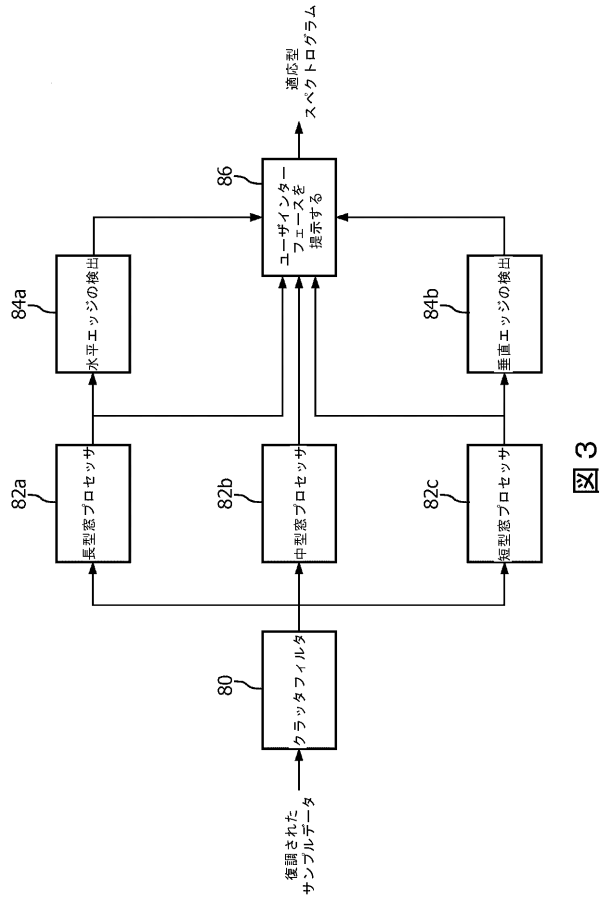 復調された
サンプルデータ
80
クラッタフィルタ
82a
長型窓プロセッサ
82b
中型窓プロセッサ
82c
短型窓プロセッサ
84a
水平エッジの検出
84b
垂直エッジの検出
86
ユーザインター
フェースを
提示する
適応型
スペクトログラム
図３